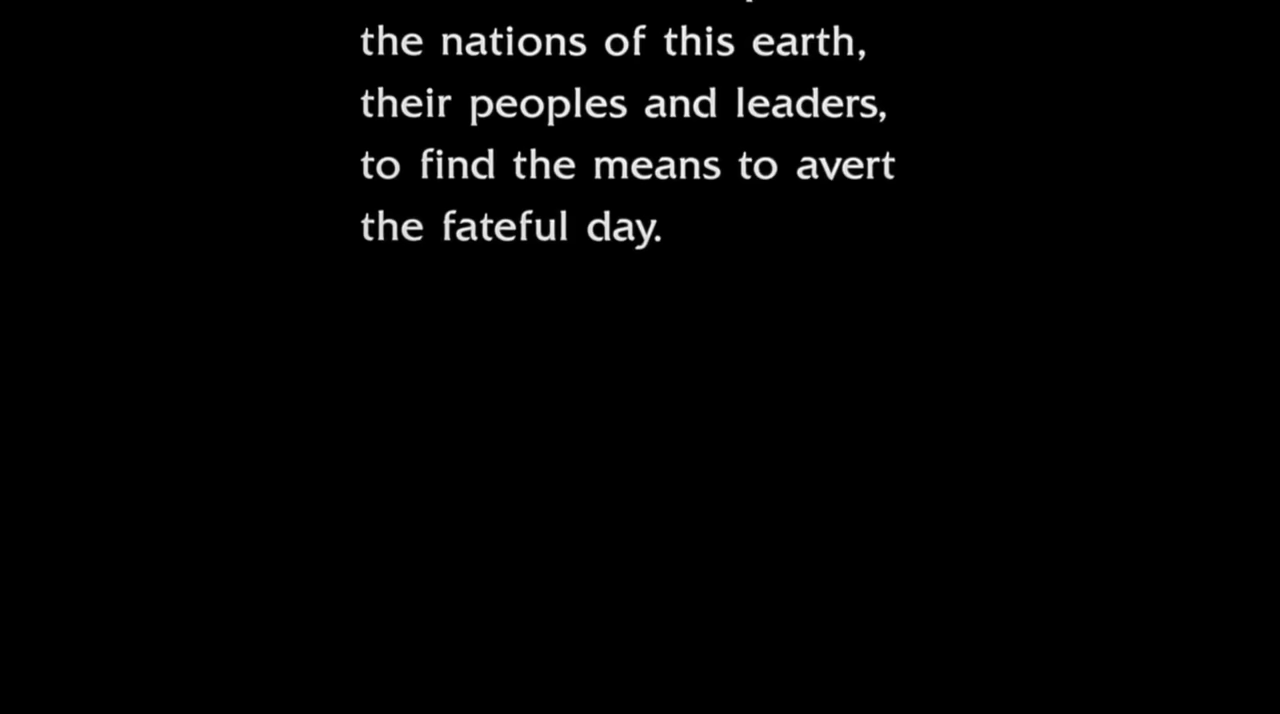 the nations of this earth,
their peoples and leaders,
to find the means to avert
the fateful day.